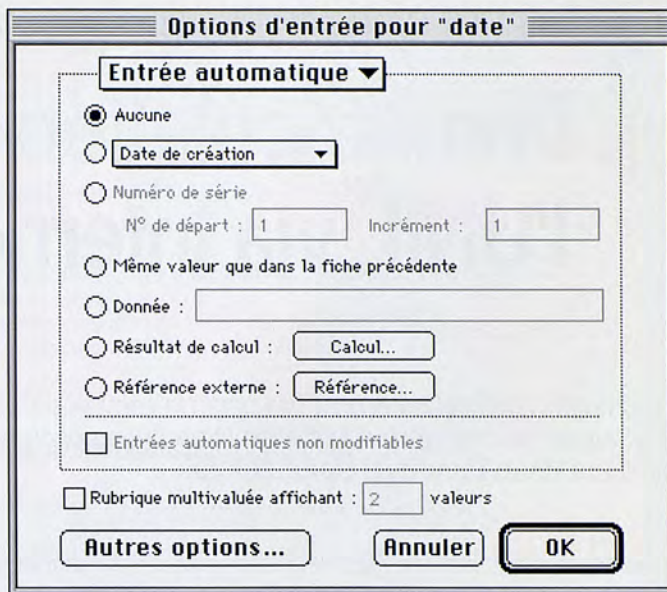 Options d'entrée pour "date"
Entrée automatique
Aucune
Date de création
Numéro de série
N° de départ : 1 Incrément : 1
Même valeur que dans la fiche précédente
Donnée :
Résultat de calcul : Calcul...
Référence externe : Référence...
Entrées automatiques non modifiables
Rubrique multivaluée affichant : 2 valeurs
Autres options... Annuler OK